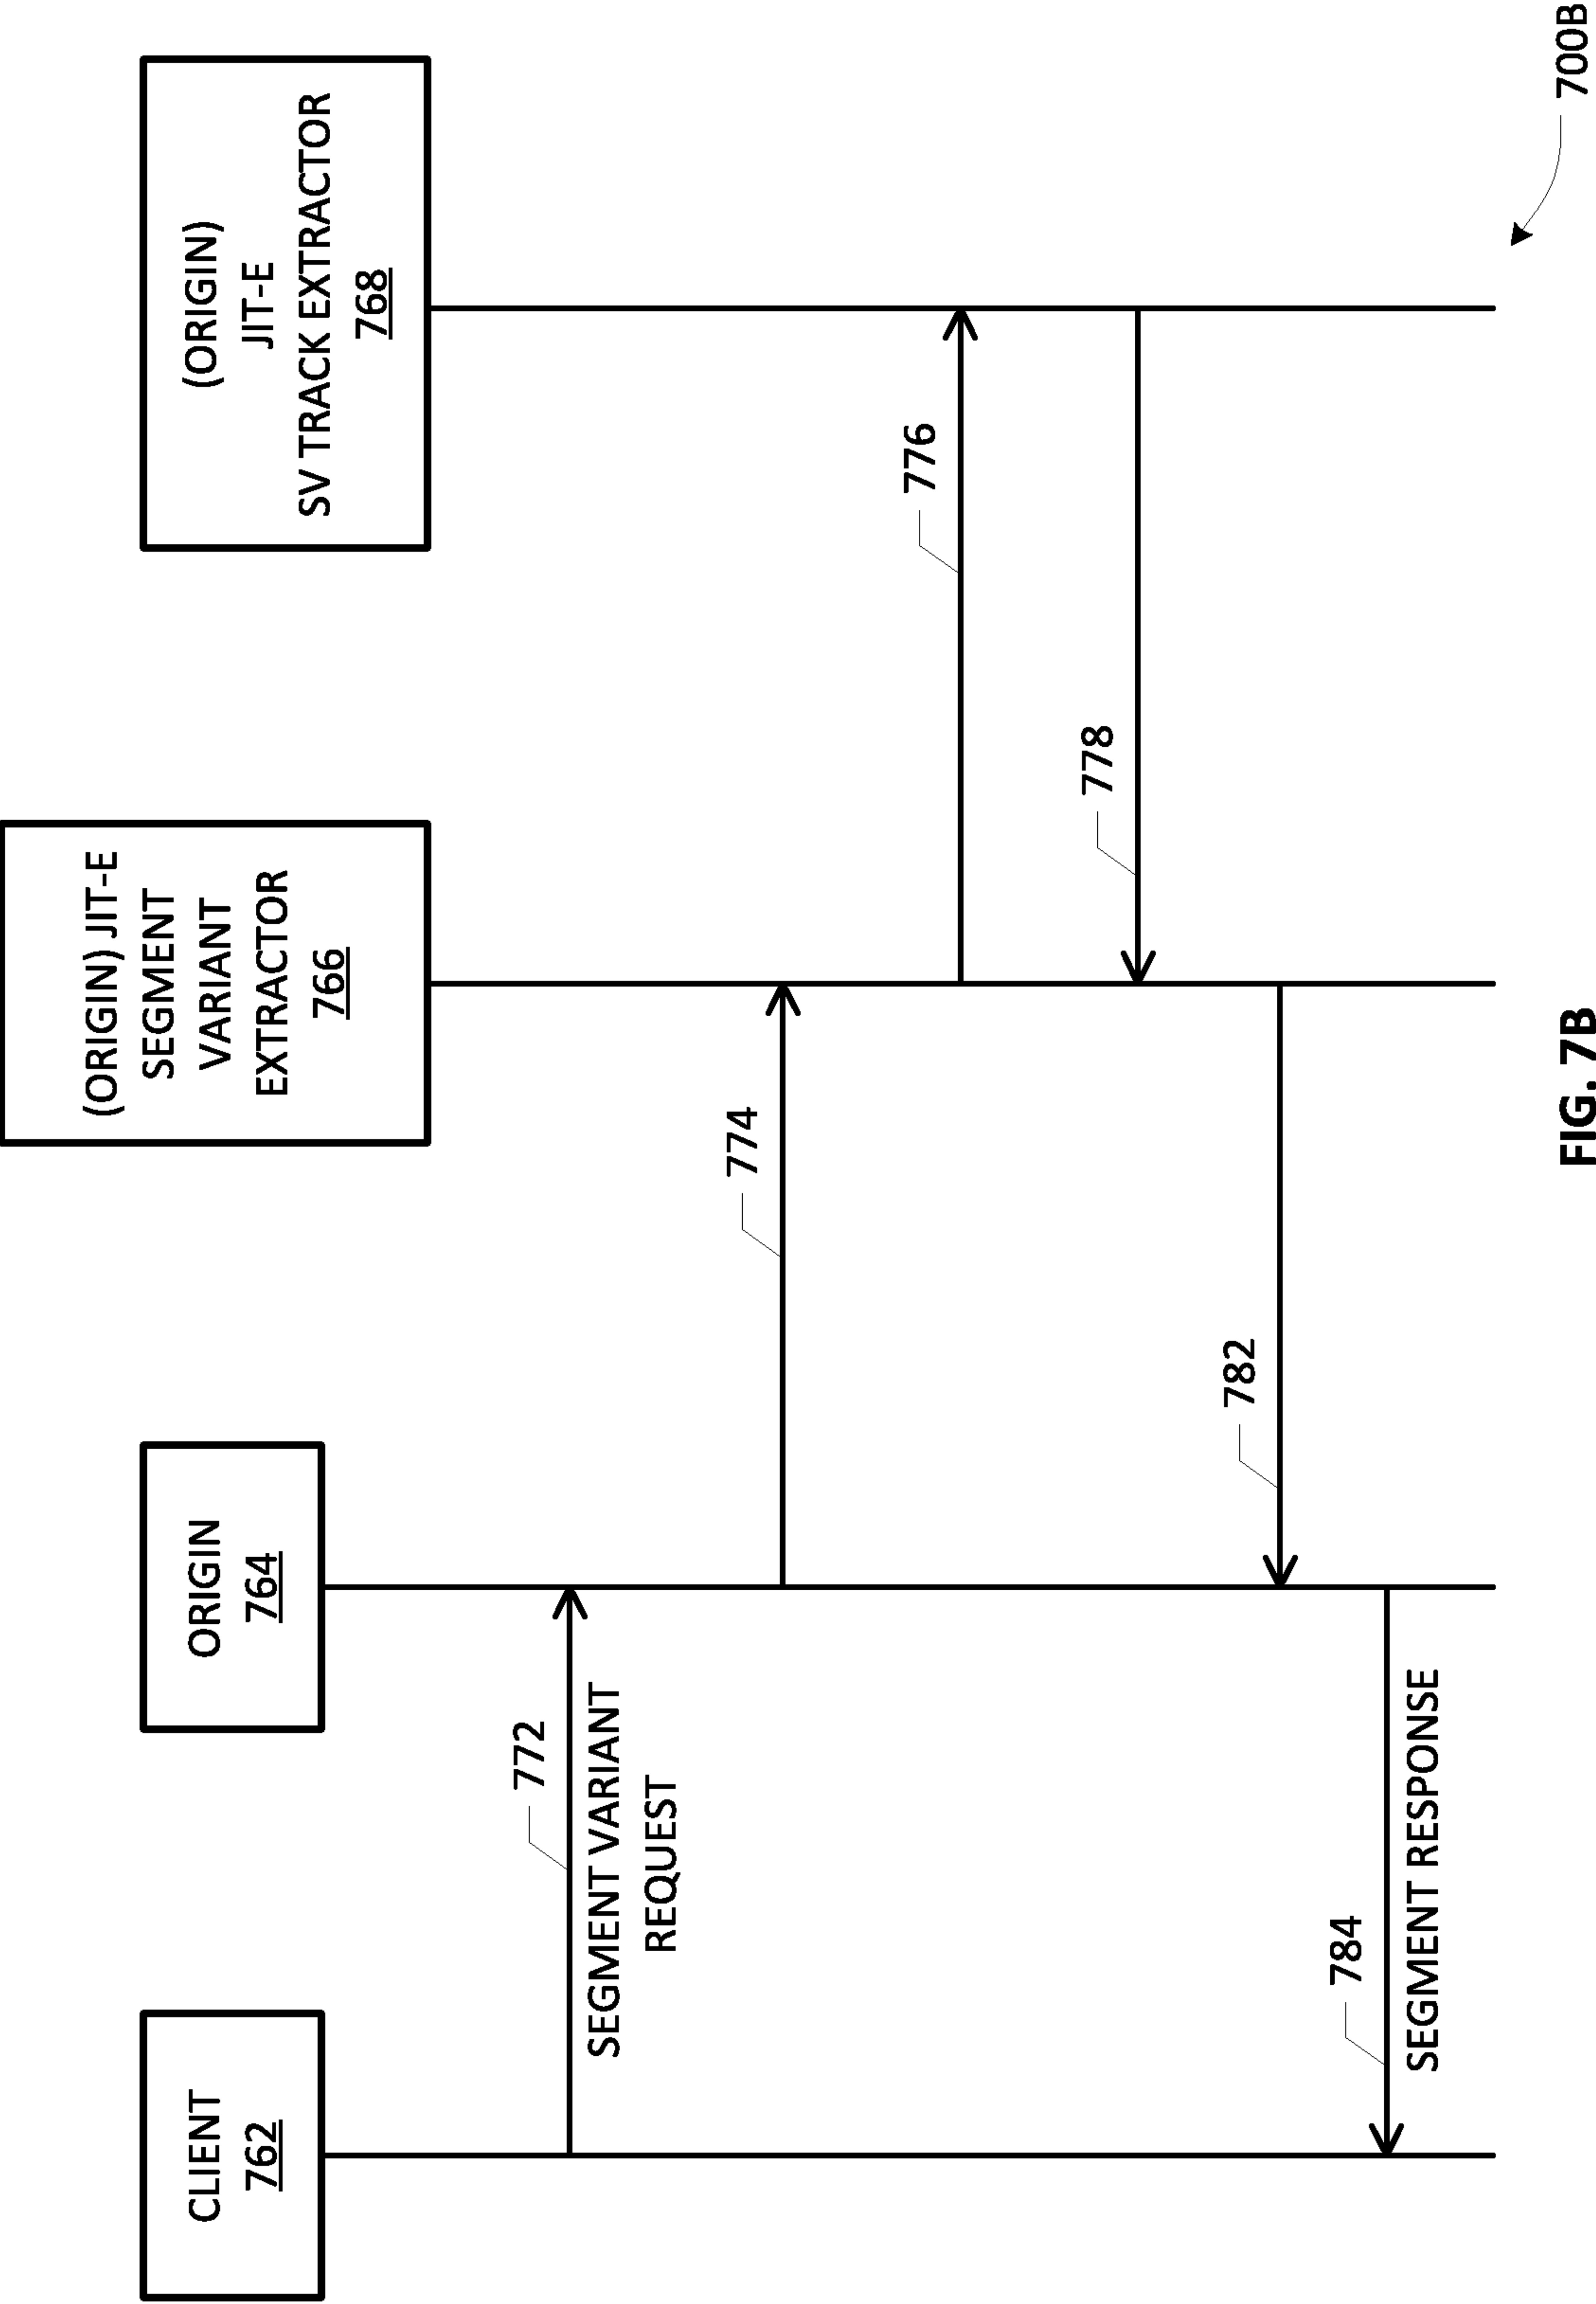 CLIENT
762
ORIGIN
764
(ORIGIN) JIT-E
SEGMENT
VARIANT
EXTRACTOR
766
(ORIGIN)
JIT-E
SV TRACK EXTRACTOR
768
772
SEGMENT VARIANT
REQUEST
774
776
778
782
784
SEGMENT RESPONSE
700B
FIG. 7B